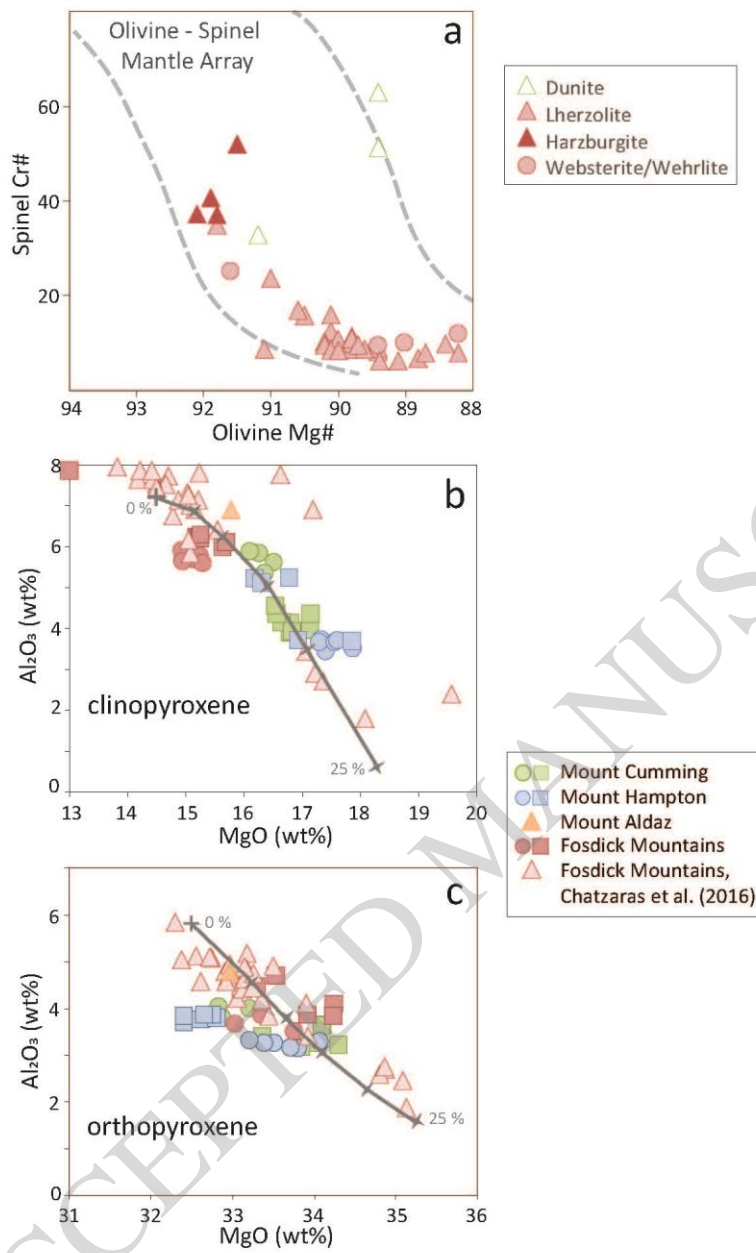 a
Olivine - Spinel
Mantle Array
Spinel Cr#
60
40
20
94 93 92 91 90 89 88
Olivine Mg#
Dunite
Lherzolite
Harzburgite
Websterite/Wehrlite
b
8
6
4
2
0
Al₂O₃ (wt%)
0 %
25 %
clinopyroxene
13 14 15 16 17 18 19 20
MgO (wt%)
Mount Cumming
Mount Hampton
Mount Aldaz
Fosdick Mountains
Fosdick Mountains,
Chatzaras et al. (2016)
c
6
4
2
0
Al₂O₃ (wt%)
0 %
25 %
orthopyroxene
31 32 33 34 35 36
MgO (wt%)
CCEPTED MANUSC